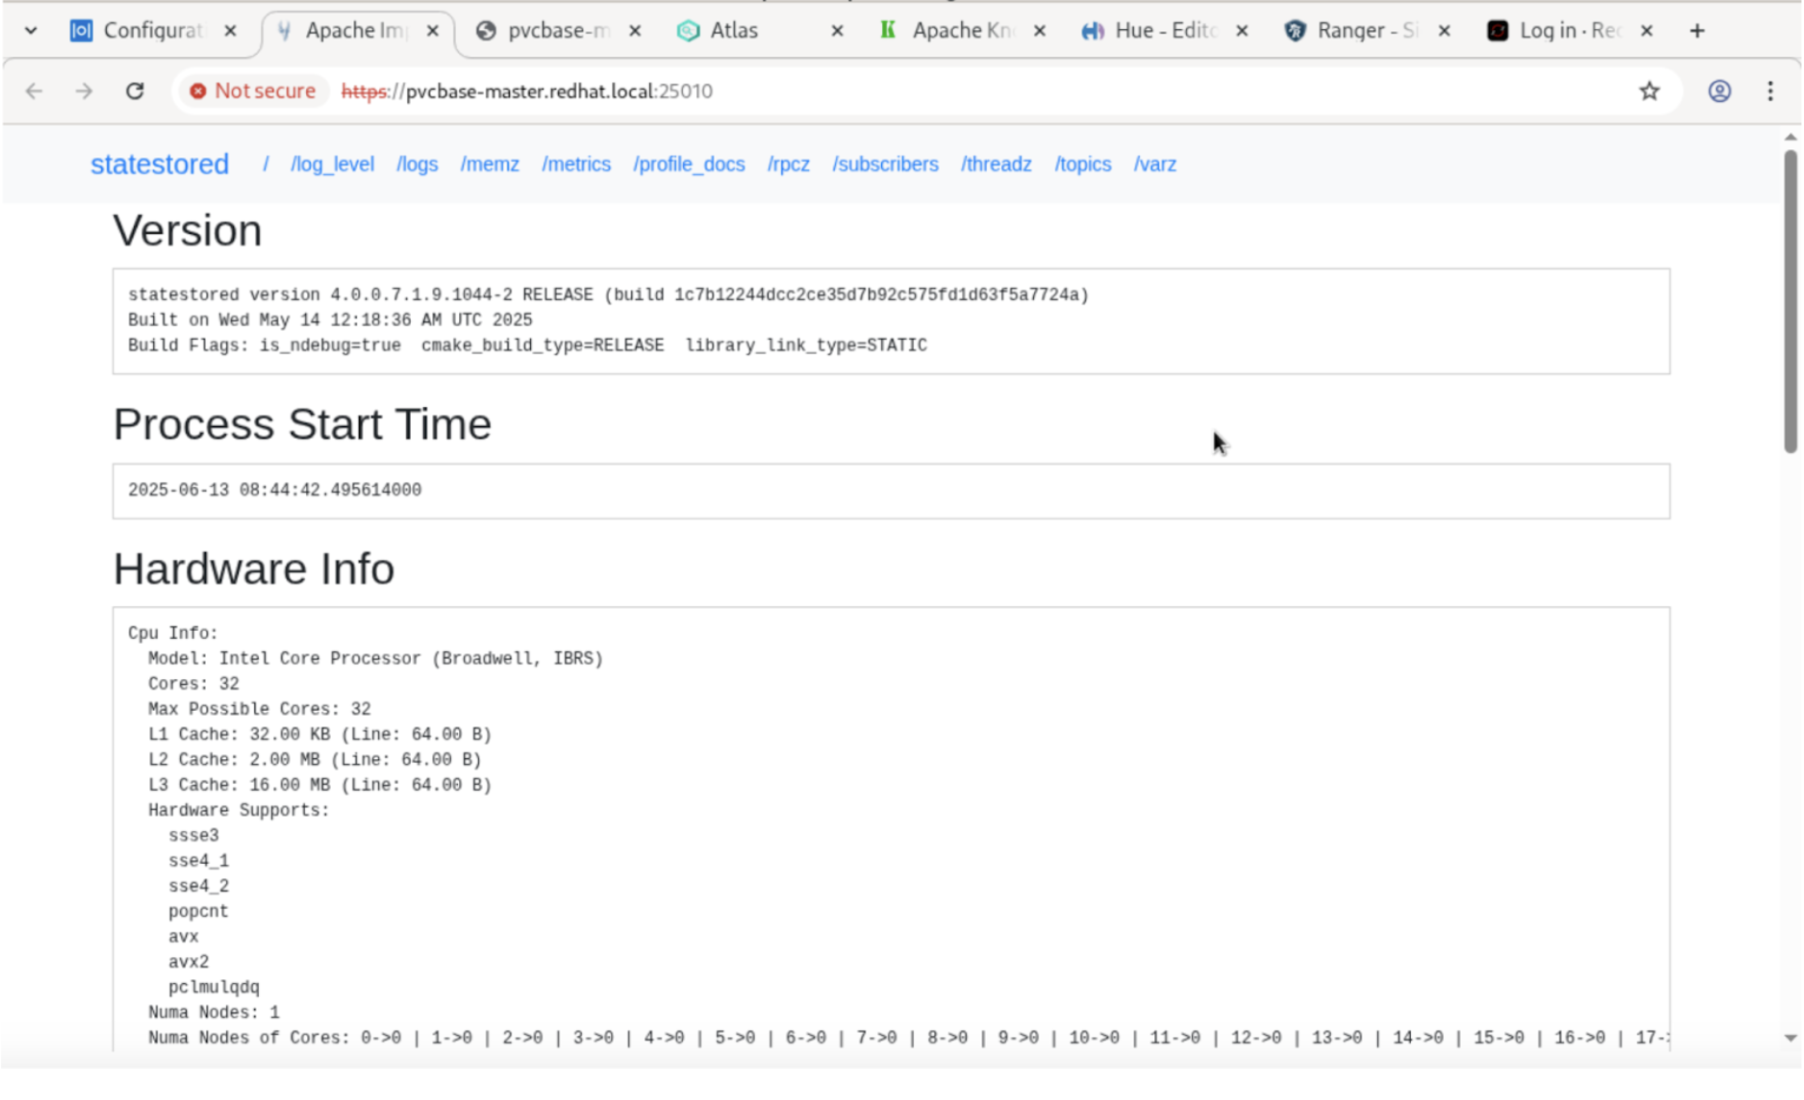 Configurat
Apache Im
pvcbase-m
Atlas
Apache Kn
Hue - Edito
Ranger - Si
Log in · Rec
Not secure https://pvcbase-master.redhat.local:25010
statestored / /log_level /logs /memz /metrics /profile_docs /rpcz /subscribers /threadz /topics /varz
Version
statestored version 4.0.0.7.1.9.1044-2 RELEASE (build 1c7b12244dcc2ce35d7b92c575fd1d63f5a7724a)
Built on Wed May 14 12:18:36 AM UTC 2025
Build Flags: is_ndebug=true  cmake_build_type=RELEASE  library_link_type=STATIC
Process Start Time
2025-06-13 08:44:42.495614000
Hardware Info
Cpu Info:
Model: Intel Core Processor (Broadwell, IBRS)
Cores: 32
Max Possible Cores: 32
L1 Cache: 32.00 KB (Line: 64.00 B)
L2 Cache: 2.00 MB (Line: 64.00 B)
L3 Cache: 16.00 MB (Line: 64.00 B)
Hardware Supports:
ssse3
sse4_1
sse4_2
popcnt
avx
avx2
pclmulqdq
Numa Nodes: 1
Numa Nodes of Cores: 0->0 | 1->0 | 2->0 | 3->0 | 4->0 | 5->0 | 6->0 | 7->0 | 8->0 | 9->0 | 10->0 | 11->0 | 12->0 | 13->0 | 14->0 | 15->0 | 16->0 | 17-